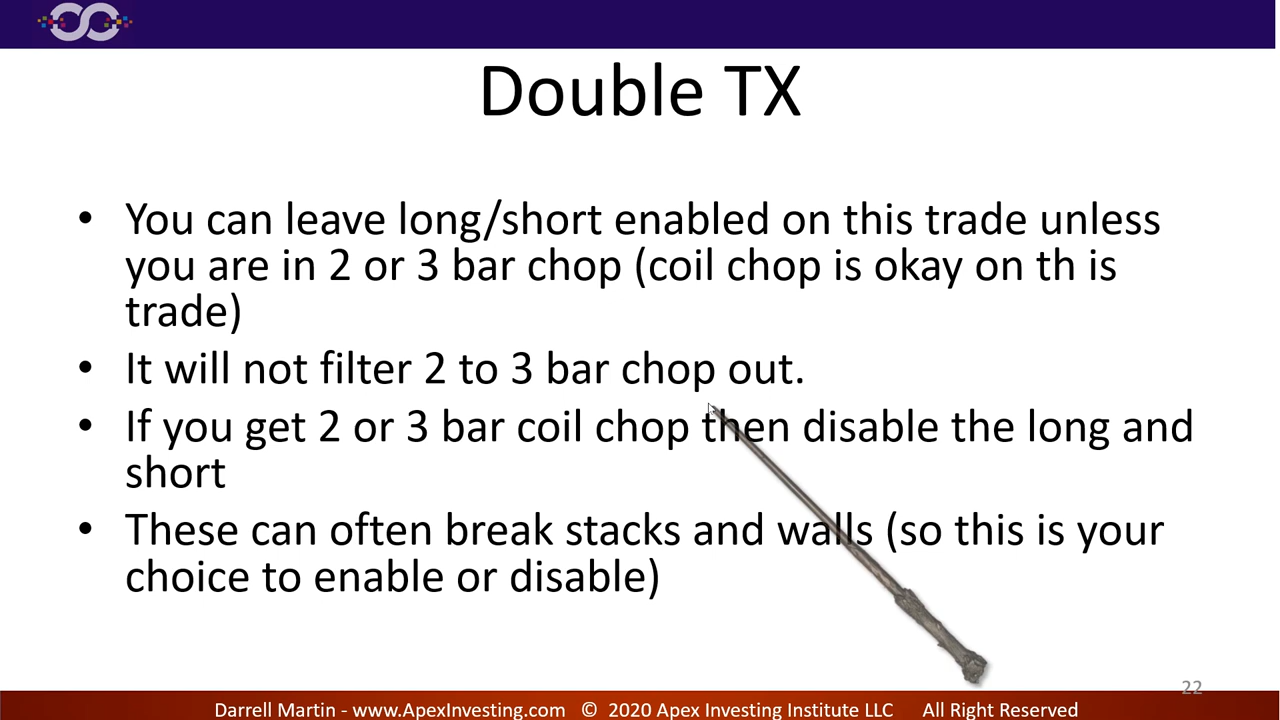 Double TX
• You can leave long/short enabled on this trade unless
you are in 2 or 3 bar chop (coil chop is okay on th is
trade)
• It will not filter 2 to 3 bar chop out.
• If you get 2 or 3 bar coil chop then disable the long and
short
• These can often break stacks and walls (so this is your
choice to enable or disable)
22
Darrell Martin - www.ApexInvesting.com © 2020 Apex Investing Institute LLC All Right Reserved